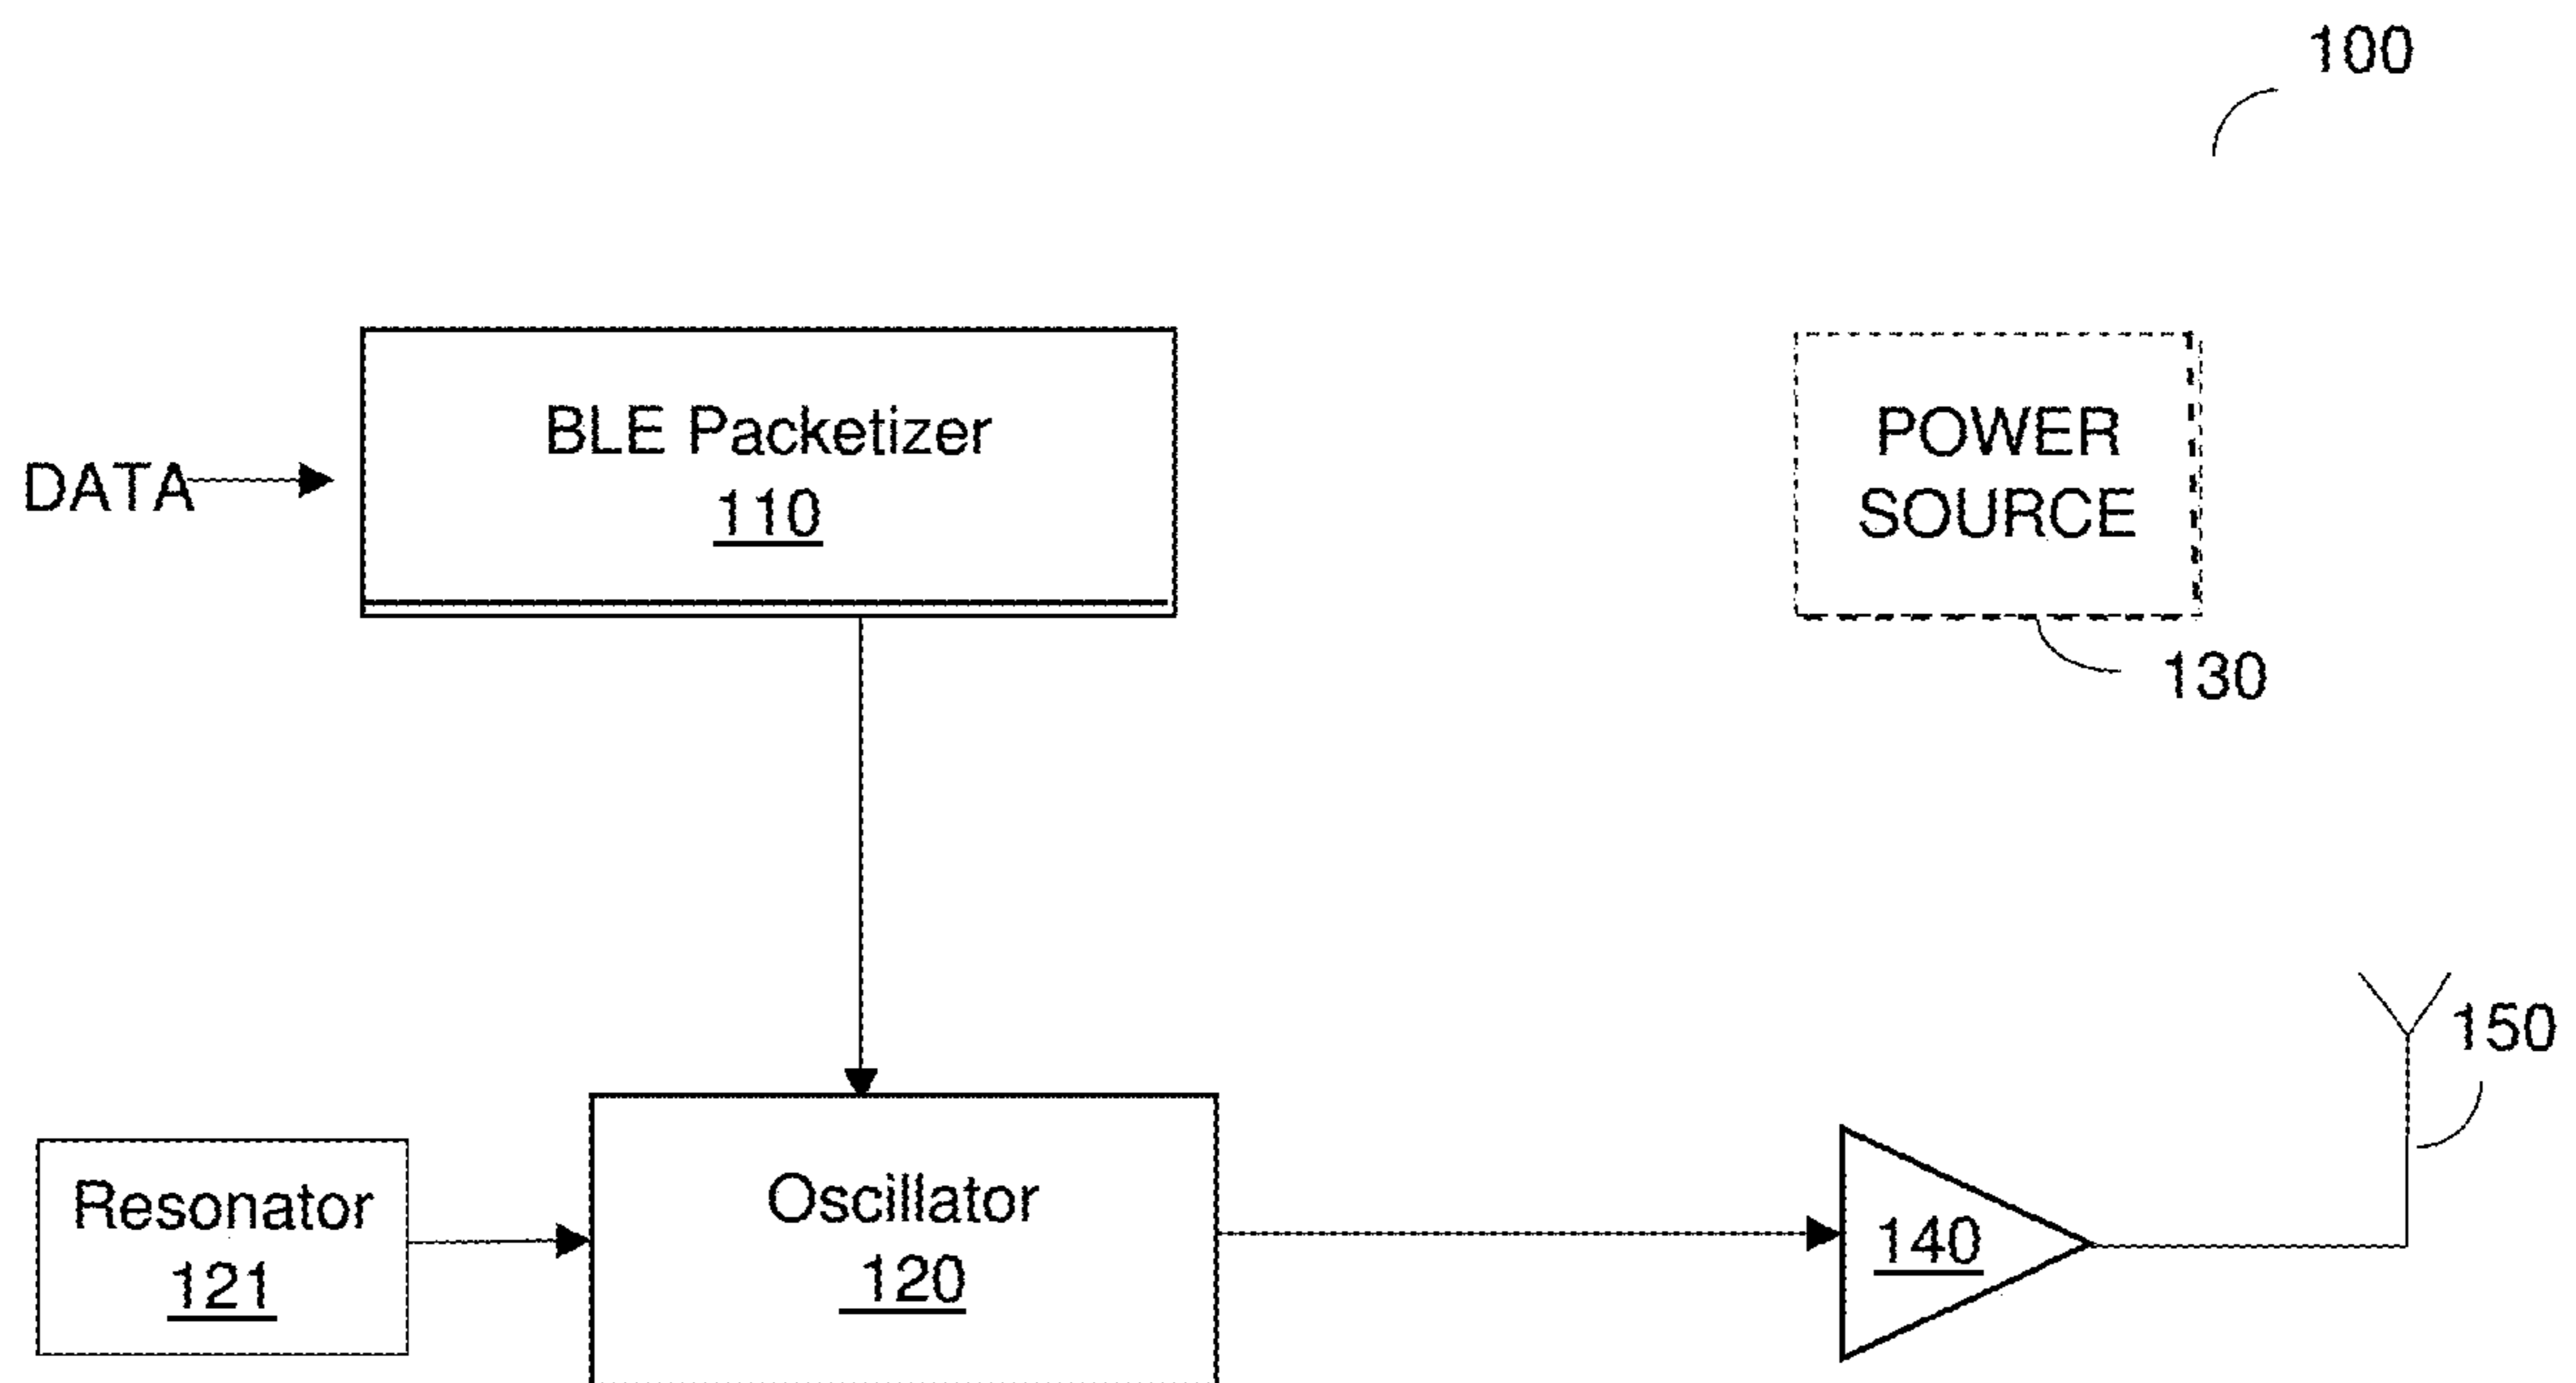 100
BLE Packetizer
110
DATA
POWER
SOURCE
130
150
Resonator
121
Oscillator
120
140